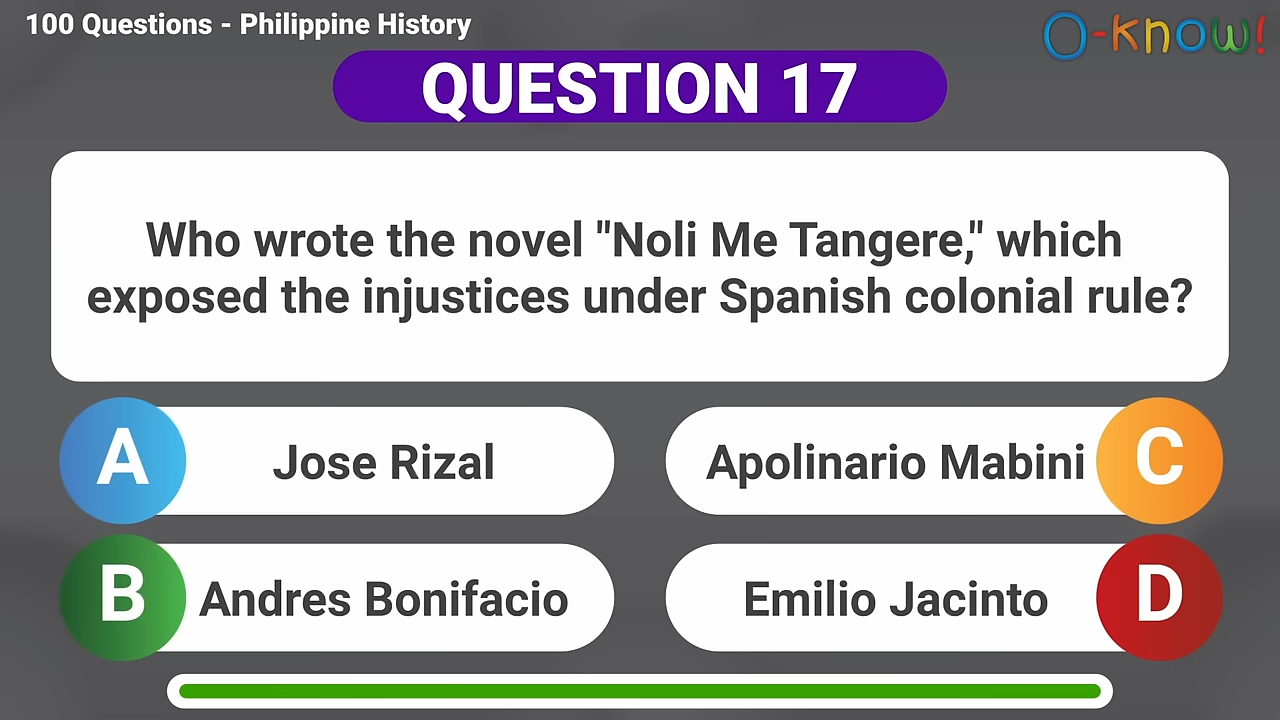 100 Questions - Philippine History
O-know!
QUESTION 17
Who wrote the novel "Noli Me Tangere," which
exposed the injustices under Spanish colonial rule?
A Jose Rizal
Apolinario Mabini C
B Andres Bonifacio
Emilio Jacinto D